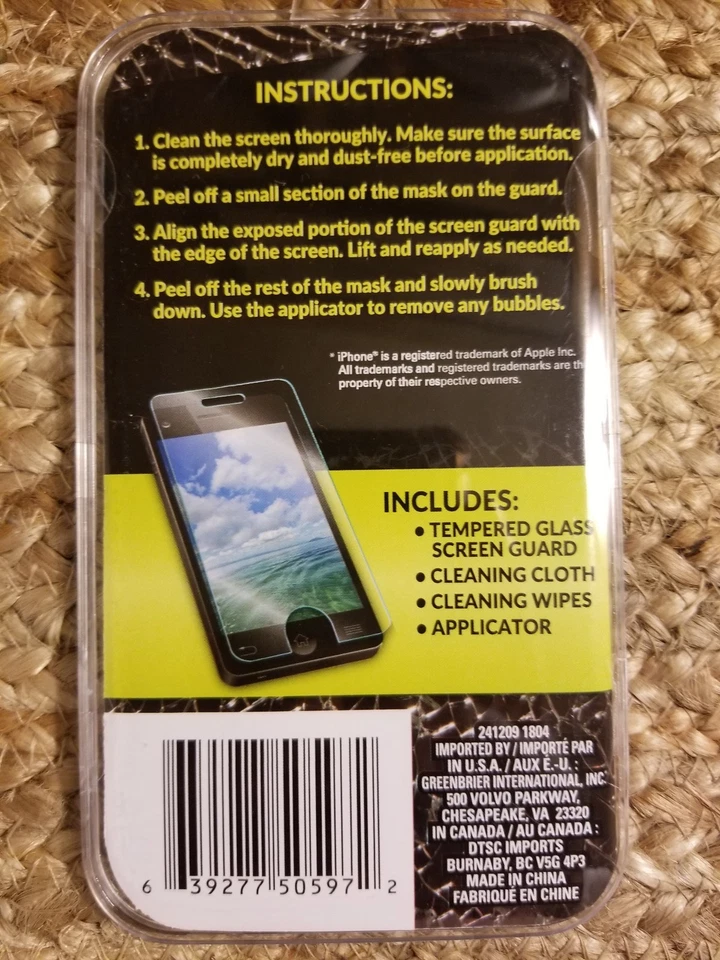 INSTRUCTIONS:
1. Clean the screen thoroughly. Make sure the surface
is completely dry and dust-free before application.
2. Peel off a small section of the mask on the guard.
3. Align the exposed portion of the screen guard with
the edge of the screen. Lift and reapply as needed.
4. Peel off the rest of the mask and slowly brush
down. Use the applicator to remove any bubbles.
* iPhone® is a registered trademark of Apple Inc.
All trademarks and registered trademarks are th
property of their respective owners.
INCLUDES:
• TEMPERED GLASS
SCREEN GUARD
• CLEANING CLOTH
• CLEANING WIPES
• APPLICATOR
6 39277 50597 2
241209 1804
IMPORTED BY / IMPORTÉ PAR
IN U.S.A. / AUX É.-U. :
GREENBRIER INTERNATIONAL, INC.
500 VOLVO PARKWAY,
CHESAPEAKE, VA 23320
IN CANADA / AU CANADA :
DTSC IMPORTS
BURNABY, BC V5G 4P3
MADE IN CHINA
FABRIQUÉ EN CHINE